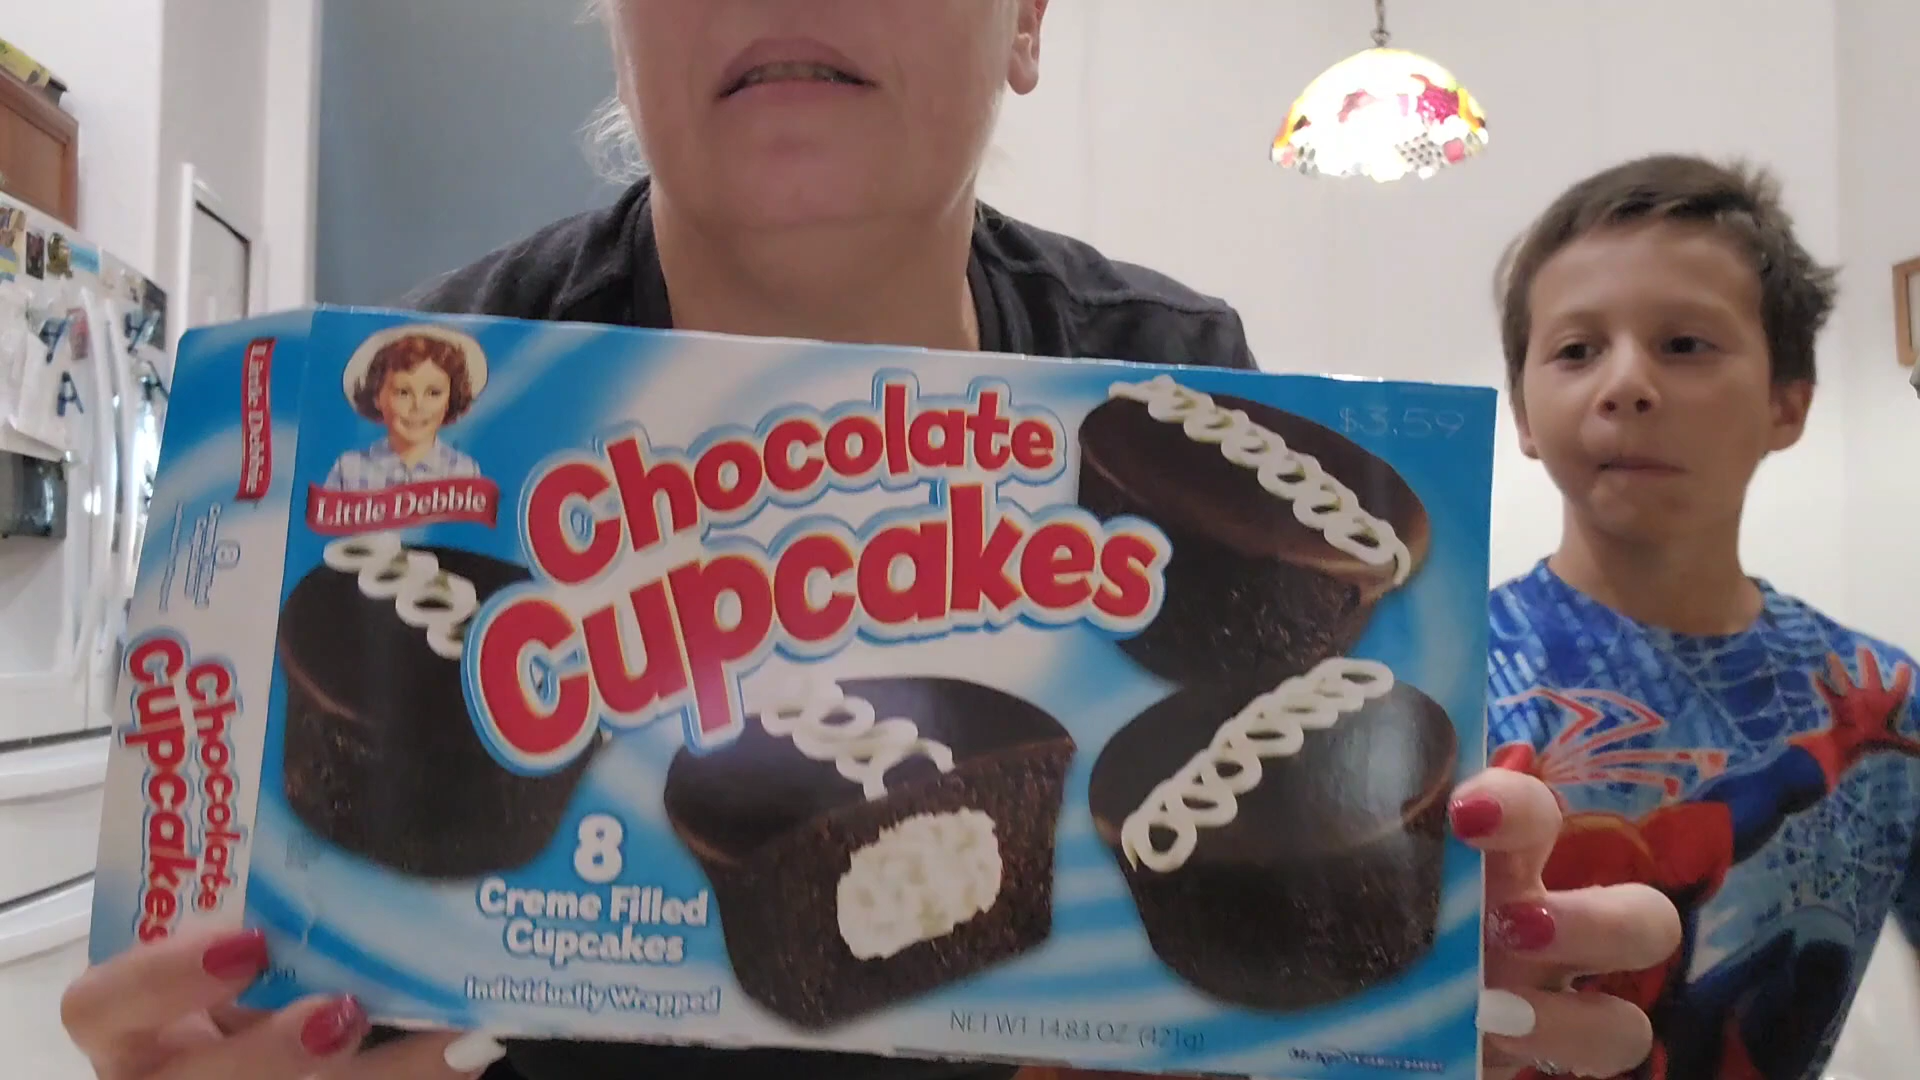 Little Debbie
Chocolate
Cupcakes
$3.59
Little Debbie
8
Creme Filled
Cupcakes
Individually Wrapped
NET WT 14.83 OZ. (421g)
Chocolate
Cupcakes
A